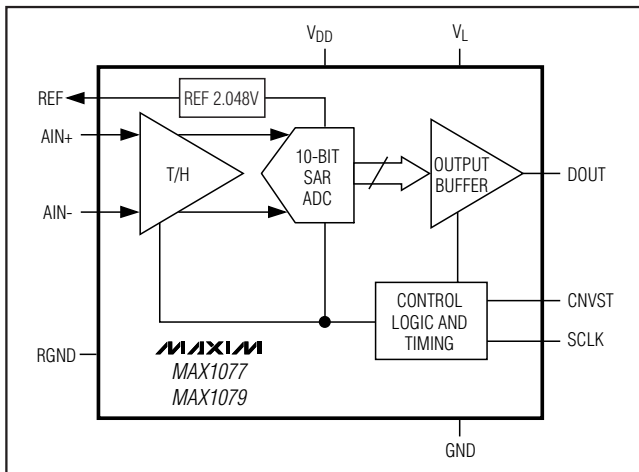 VDD
VL
REF
REF 2.048V
AIN+
AIN-
T/H
10-BIT
SAR
ADC
OUTPUT
BUFFER
DOUT
CONTROL
LOGIC AND
TIMING
CNVST
SCLK
RGND
MAXIM
MAX1077
MAX1079
GND